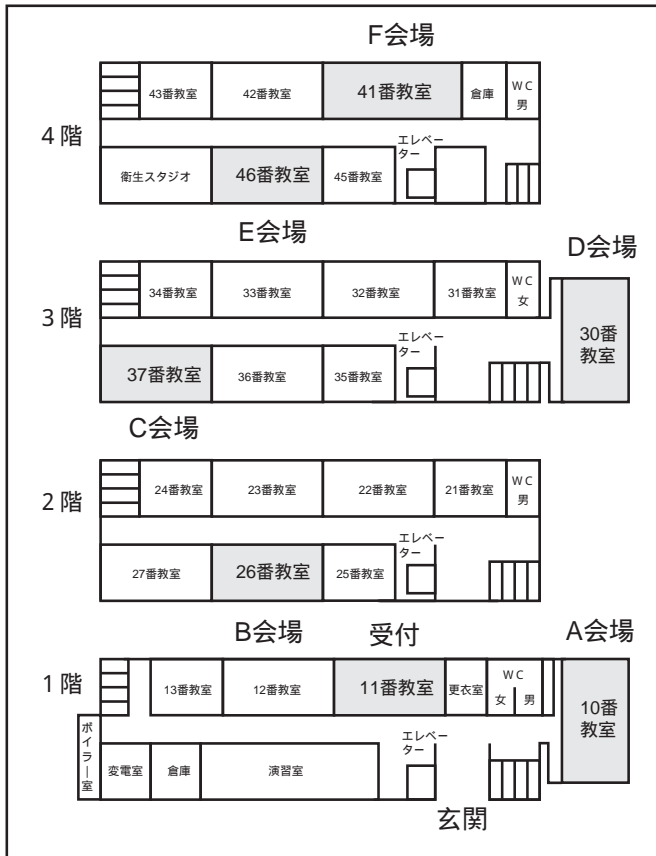 F会場
43番教室 42番教室 41番教室 倉庫 WC 男
4階
エレベー
ター
衛生スタジオ 46番教室 45番教室
E会場 D会場
34番教室 33番教室 32番教室 31番教室 WC 女
3階
エレベー
ター
30番
教室
37番教室 36番教室 35番教室
C会場
24番教室 23番教室 22番教室 21番教室 WC 男
2階
エレベー
ター
27番教室 26番教室 25番教室
B会場 受付 A会場
13番教室 12番教室 11番教室 更衣室 WC 女 男
1階
10番
教室
ボイラー室
エレベー
ター
変電室 倉庫 演習室
玄関